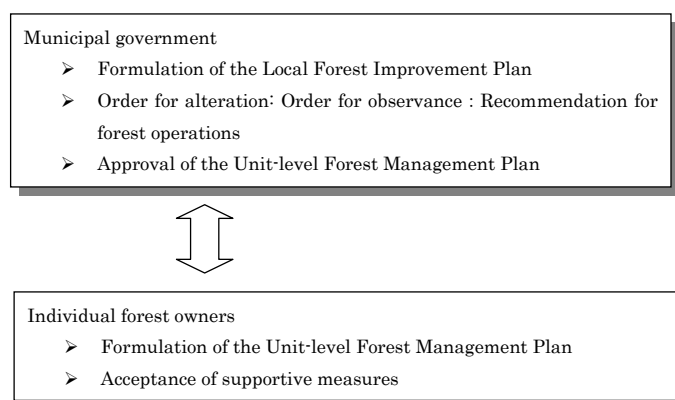 Municipal government
➢ Formulation of the Local Forest Improvement Plan
➢ Order for alteration: Order for observance : Recommendation for
forest operations
➢ Approval of the Unit-level Forest Management Plan
Individual forest owners
➢ Formulation of the Unit-level Forest Management Plan
➢ Acceptance of supportive measures